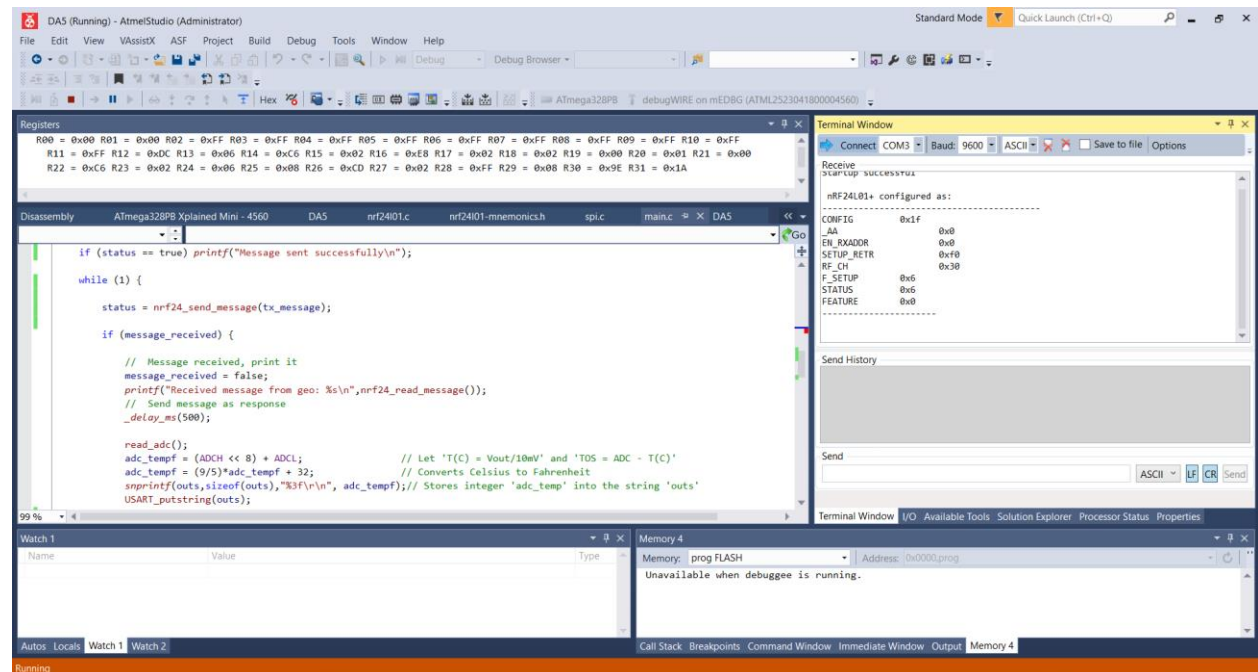 DA5 (Running) - AtmelStudio (Administrator)
Standard Mode
Quick Launch (Ctrl+Q)
File Edit View VAssistX ASF Project Build Debug Tools Window Help
Debug
Debug Browser
Hex
ATmega328PB
debugWIRE on mEDBG (ATML2523041800004560)
Registers
R00 = 0x00 R01 = 0x00 R02 = 0xFF R03 = 0xFF R04 = 0xFF R05 = 0xFF R06 = 0xFF R07 = 0xFF R08 = 0xFF R09 = 0xFF R10 = 0xFF
R11 = 0xFF R12 = 0xDC R13 = 0x06 R14 = 0xC6 R15 = 0x02 R16 = 0xE8 R17 = 0x02 R18 = 0x02 R19 = 0x00 R20 = 0x01 R21 = 0x00
R22 = 0xC6 R23 = 0x02 R24 = 0x06 R25 = 0x08 R26 = 0xCD R27 = 0x02 R28 = 0xFF R29 = 0x08 R30 = 0x9E R31 = 0x1A
Disassembly ATmega328PB Xplained Mini - 4560 DA5 nrf24l01.c nrf24l01-mnemonics.h spi.c main.c DA5
Go
if (status == true) printf("Message sent successfully\n");
while (1) {
status = nrf24_send_message(tx_message);
if (message_received) {
// Message received, print it
message_received = false;
printf("Received message from geo: %s\n",nrf24_read_message());
// Send message as response
_delay_ms(500);
read_adc();
adc_tempf = (ADCH << 8) + ADCL; // Let 'T(C) = Vout/10mV' and 'TOS = ADC - T(C)'
adc_tempf = (9/5)*adc_tempf + 32; // Converts Celsius to Fahrenheit
snprintf(outs,sizeof(outs),"%3f\r\n", adc_tempf);// Stores integer 'adc_temp' into the string 'outs'
USART_putstring(outs);
99 %
Terminal Window
Connect COM3 Baud: 9600 ASCII Save to file Options
Receive
Startup successful
nRF24L01+ configured as:
-------------------------------------------
CONFIG 0x1f
_AA 0x0
EN_RXADDR 0x0
SETUP_RETR 0xf0
RF_CH 0x30
F_SETUP 0x6
STATUS 0x6
FEATURE 0x0
-----------------------
Send History
Send
ASCII LF CR Send
Terminal Window I/O Available Tools Solution Explorer Processor Status Properties
Watch 1
Name Value Type
Autos Locals Watch 1 Watch 2
Memory 4
Memory: prog FLASH Address: 0x0000,prog
Unavailable when debuggee is running.
Call Stack Breakpoints Command Window Immediate Window Output Memory 4
Running